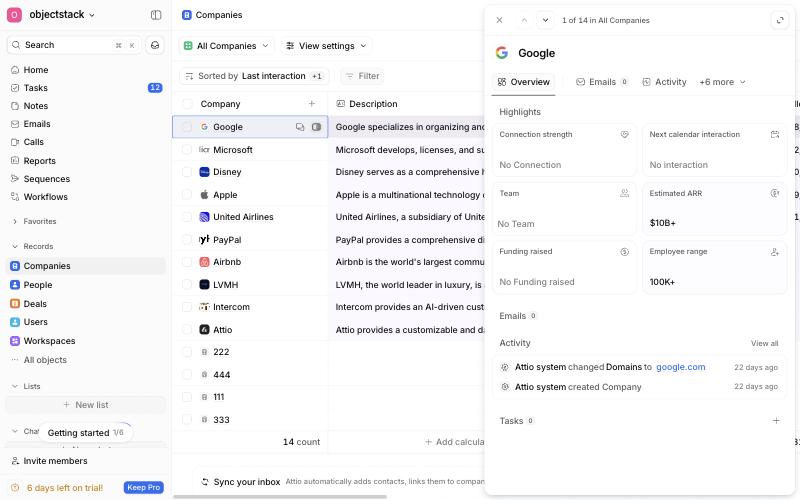 objectstack
Search
⌘ K
Home
Tasks
12
Notes
Emails
Calls
Reports
Sequences
Workflows
Favorites
Records
Companies
People
Deals
Users
Workspaces
All objects
Lists
New list
Getting started 1/6
Invite members
6 days left on trial!
Keep Pro
Companies
All Companies
View settings
Sorted by Last interaction +1
Filter
Company
Description
Google
Google specializes in organizing and
Microsoft
Microsoft develops, licenses, and su
Disney
Disney serves as a comprehensive
Apple
Apple is a multinational technology
United Airlines
United Airlines, a subsidiary of Unite
PayPal
PayPal provides a comprehensive di
Airbnb
Airbnb is the world's largest commu
LVMH
LVMH, the world leader in luxury, is
Intercom
Intercom provides an AI-driven cust
Attio
Attio provides a customizable and da
222
444
111
333
14 count
Add calcula
Sync your inbox
Attio automatically adds contacts, links them to compan
1 of 14 in All Companies
Google
Overview
Emails 0
Activity
+6 more
Highlights
Connection strength
No Connection
Next calendar interaction
No interaction
Team
No Team
Estimated ARR
$10B+
Funding raised
No Funding raised
Employee range
100K+
Emails 0
Activity
View all
Attio system changed Domains to google.com
22 days ago
Attio system created Company
22 days ago
Tasks 0